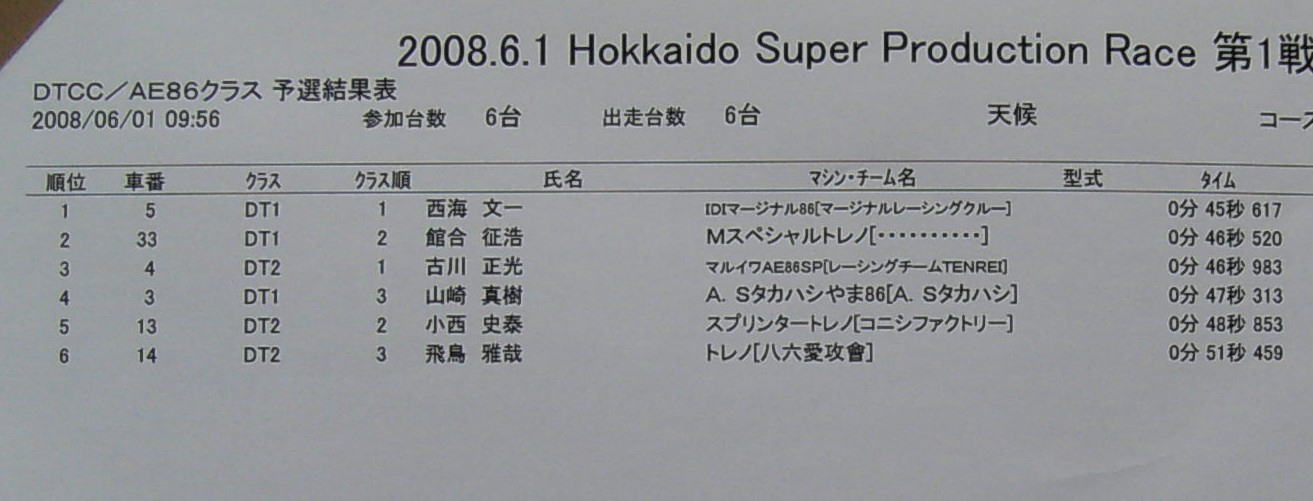 2008.6.1 Hokkaido Super Production Race 第1戦
DTCC／AE86クラス 予選結果表
2008/06/01 09:56 参加台数 6台 出走台数 6台 天候 コース
順位 車番 ｸﾗｽ ｸﾗｽ順 氏名 ﾏｼﾝ・ﾁｰﾑ名 型式 ﾀｲﾑ
1 5 DT1 1 西海 文一 IDIマージナル86[マージナルレーシングクルー] 0分 45秒 617
2 33 DT1 2 館合 征浩 Mスペシャルトレノ[・・・・・・・・・・] 0分 46秒 520
3 4 DT2 1 古川 正光 マルイワAE86SP[レーシングチームTENREI] 0分 46秒 983
4 3 DT1 3 山崎 真樹 A．Sタカハシやま86[A．Sタカハシ] 0分 47秒 313
5 13 DT2 2 小西 史泰 スプリンタートレノ[コニシファクトリー] 0分 48秒 853
6 14 DT2 3 飛鳥 雅哉 トレノ[八六愛攻會] 0分 51秒 459